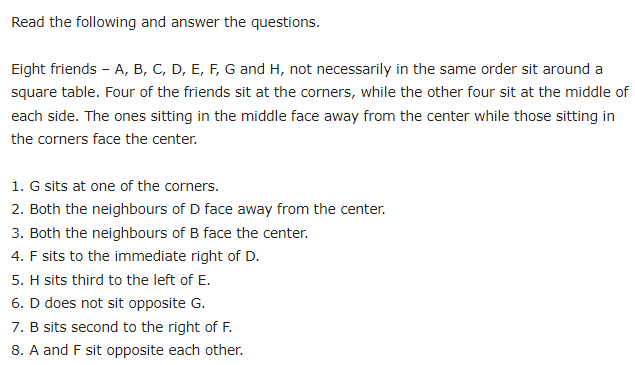 Read the following and answer the questions.
Eight friends – A, B, C, D, E, F, G and H, not necessarily in the same order sit around a
square table. Four of the friends sit at the corners, while the other four sit at the middle of
each side. The ones sitting in the middle face away from the center while those sitting in
the corners face the center.
1. G sits at one of the corners.
2. Both the neighbours of D face away from the center.
3. Both the neighbours of B face the center.
4. F sits to the immediate right of D.
5. H sits third to the left of E.
6. D does not sit opposite G.
7. B sits second to the right of F.
8. A and F sit opposite each other.